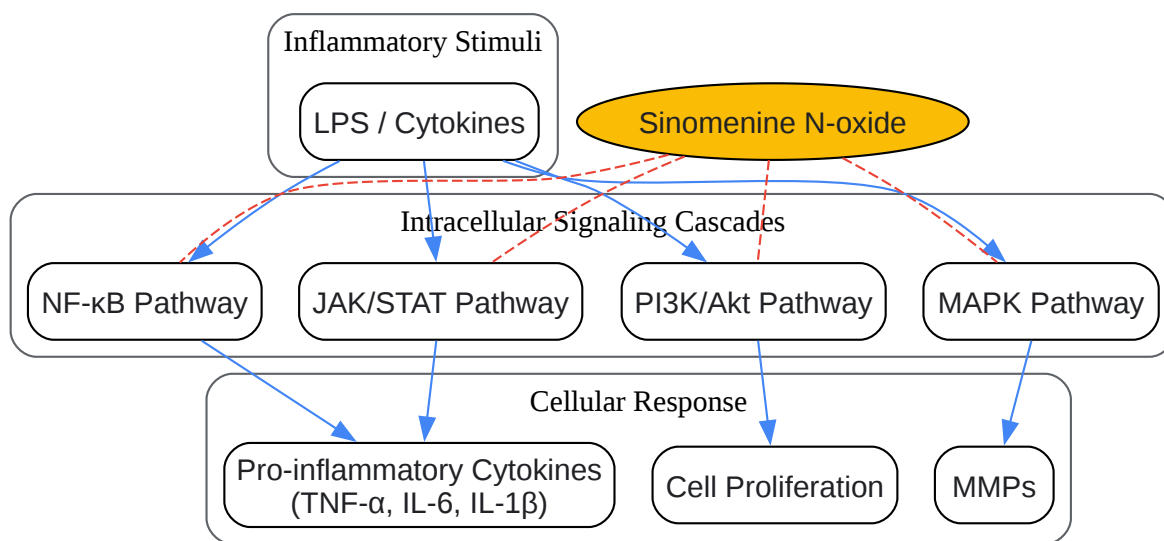 Inflammatory Stimuli
LPS / Cytokines
Sinomenine N-oxide
Intracellular Signaling Cascades
NF-κB Pathway
JAK/STAT Pathway
PI3K/Akt Pathway
MAPK Pathway
Cellular Response
Pro-inflammatory Cytokines
(TNF-α, IL-6, IL-1β)
Cell Proliferation
MMPs